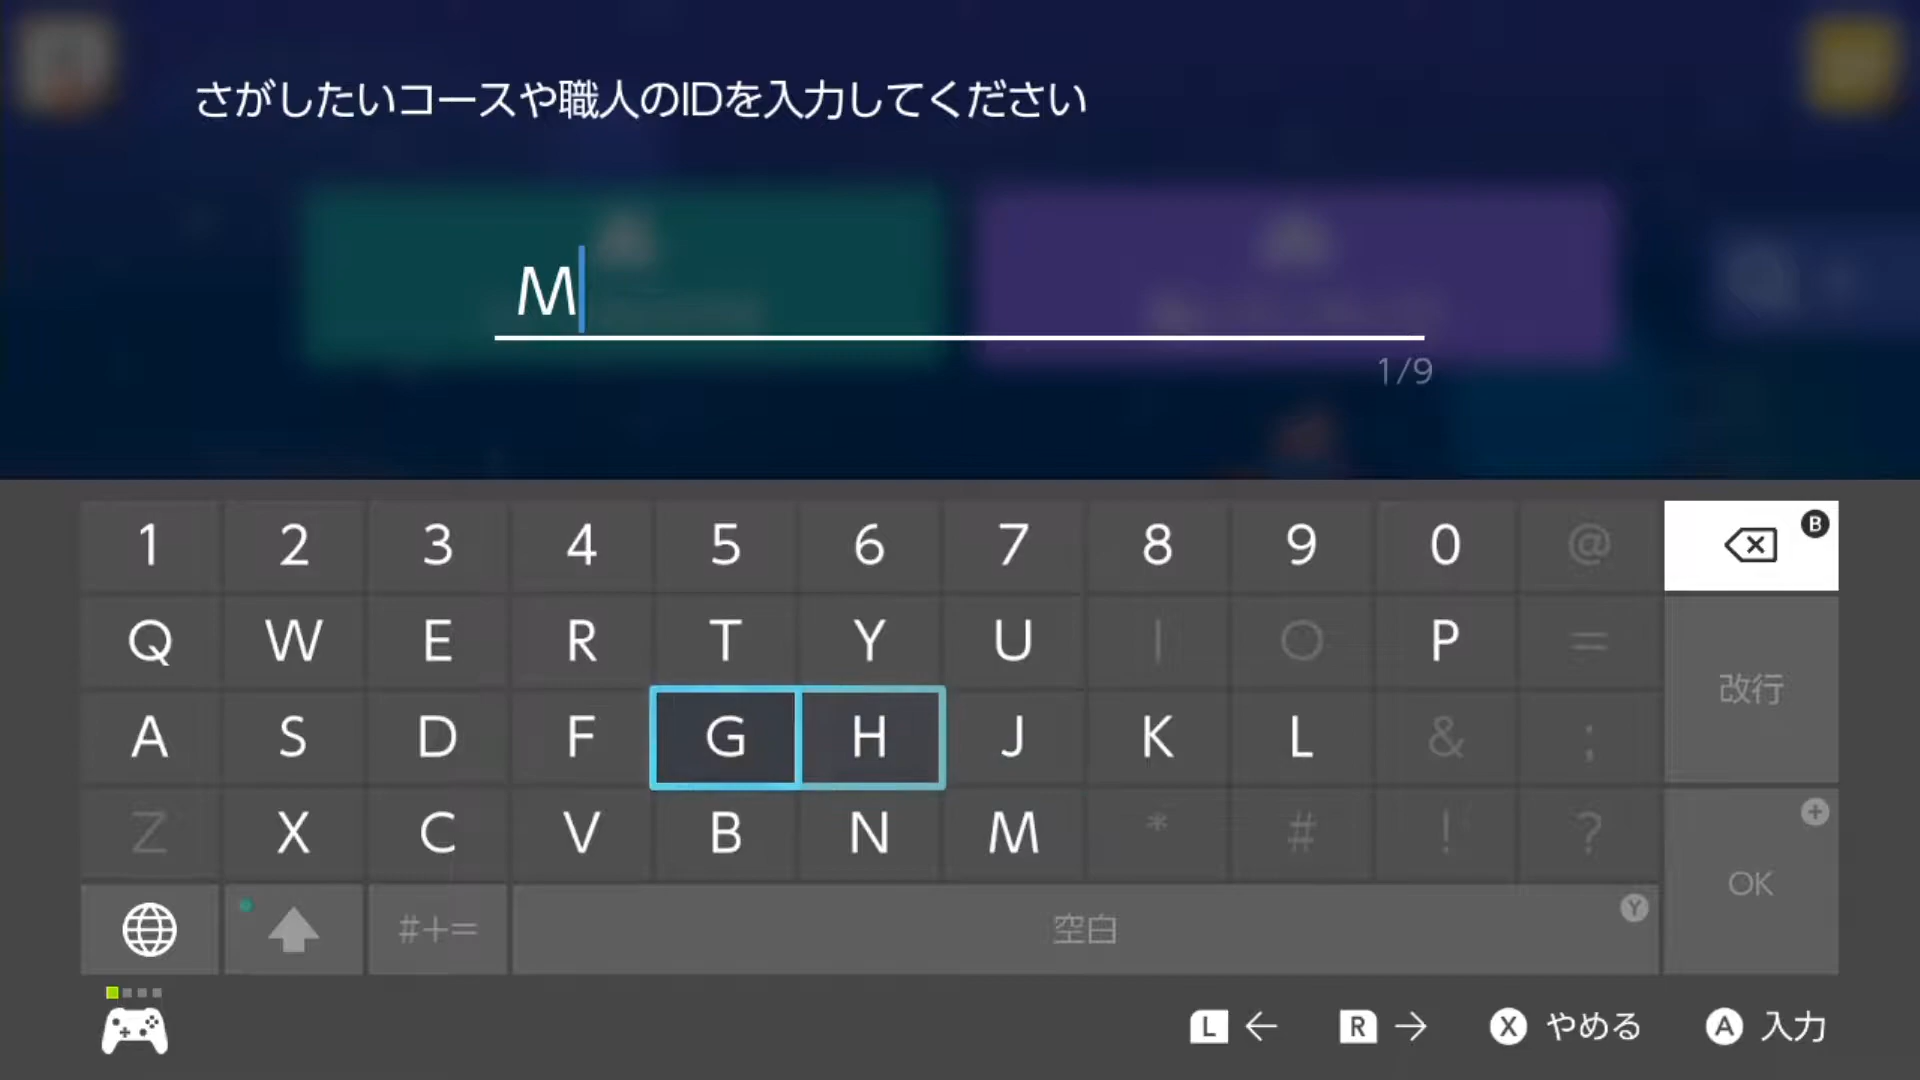 さがしたいコースや職人のIDを入力してください
M
1/9
1 2 3 4 5 6 7 8 9 0 @ B
Q W E R T Y U I O P =
改行
A S D F G H J K L & ;
Z X C V B N M * # ! ? +
OK
#+= 空白 Y
L ← R → X やめる A 入力